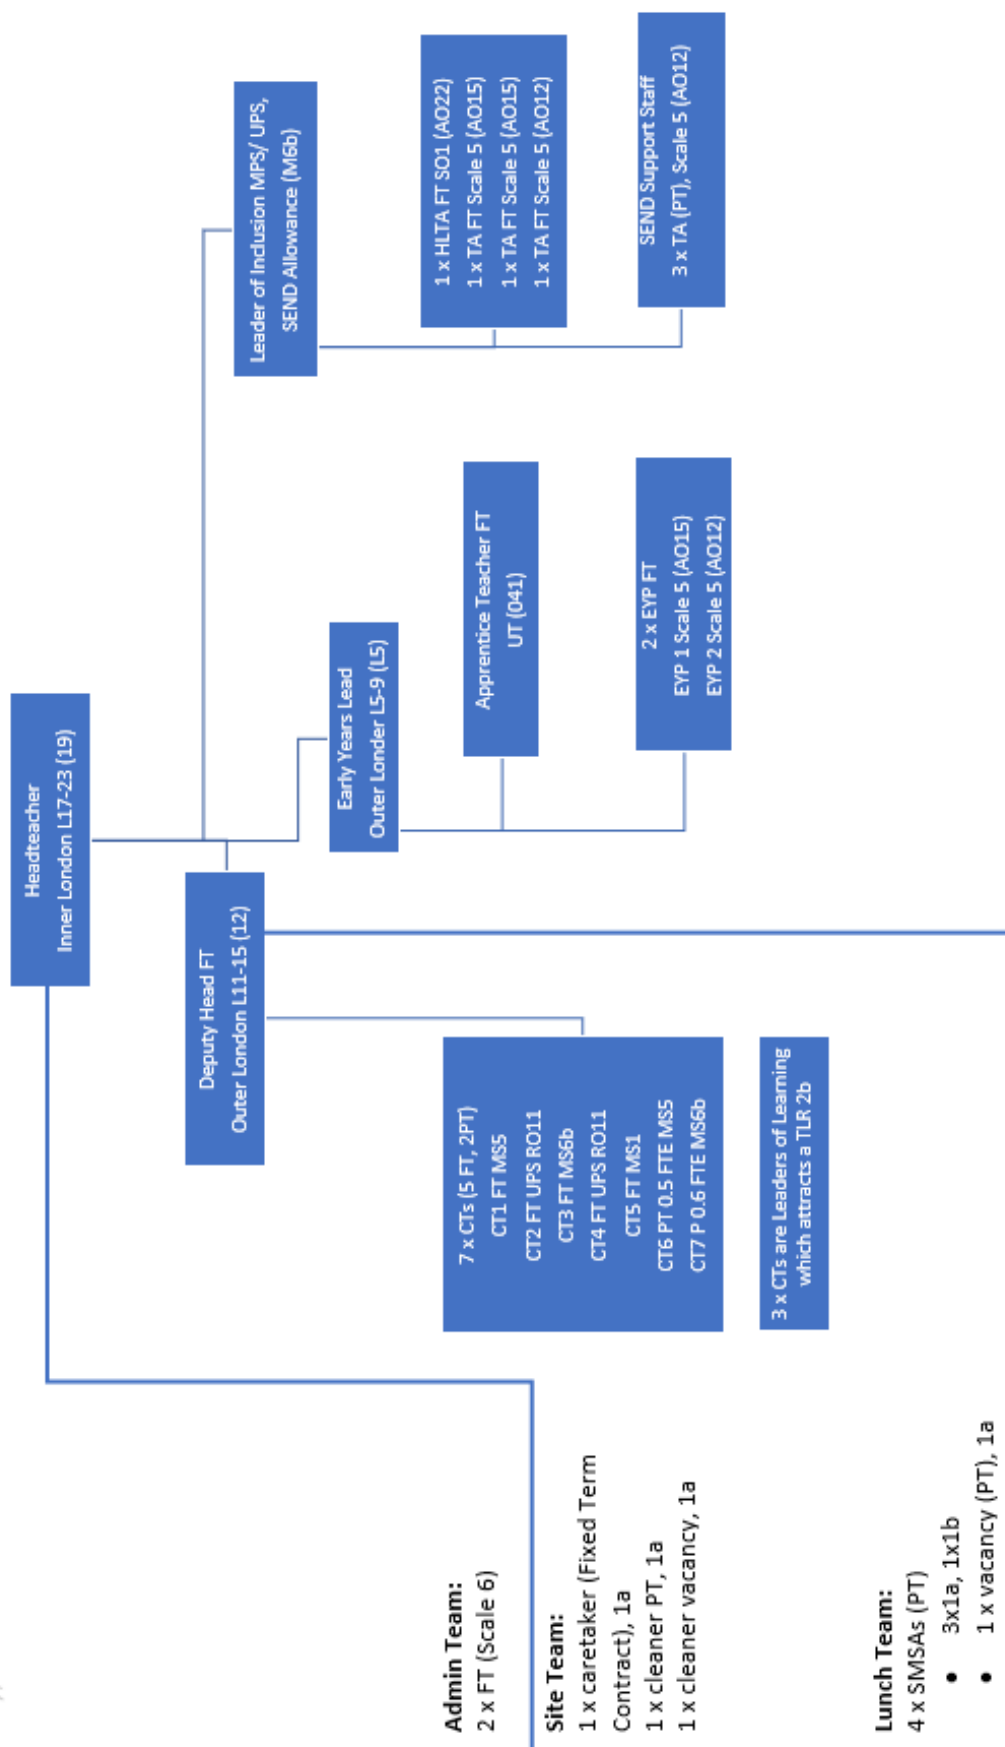 Headteacher
Inner London L17-23 (19)
Deputy Head FT
Outer London L11-15 (12)
Leader of Inclusion MPS/ UPS,
SEND Allowance (M6b)
Early Years Lead
Outer Londer L5-9 (L5)
7 x CTs (5 FT, 2PT)
CT1 FT MS5
CT2 FT UPS RO11
CT3 FT MS6b
CT4 FT UPS RO11
CT5 FT MS1
CT6 PT 0.5 FTE MS5
CT7 P 0.6 FTE MS6b
3 x CTs are Leaders of Learning
which attracts a TLR 2b
Apprentice Teacher FT
UT (041)
2 x EYP FT
EYP 1 Scale 5 (AO15)
EYP 2 Scale 5 (AO12)
1 x HLTA FT SO1 (AO22)
1 x TA FT Scale 5 (AO15)
1 x TA FT Scale 5 (AO15)
1 x TA FT Scale 5 (AO12)
SEND Support Staff
3 x TA (PT), Scale 5 (AO12)
Admin Team:
2 x FT (Scale 6)
Site Team:
1 x caretaker (Fixed Term
Contract), 1a
1 x cleaner PT, 1a
1 x cleaner vacancy, 1a
Lunch Team:
4 x SMSAs (PT)
● 3x1a, 1x1b
● 1 x vacancy (PT), 1a